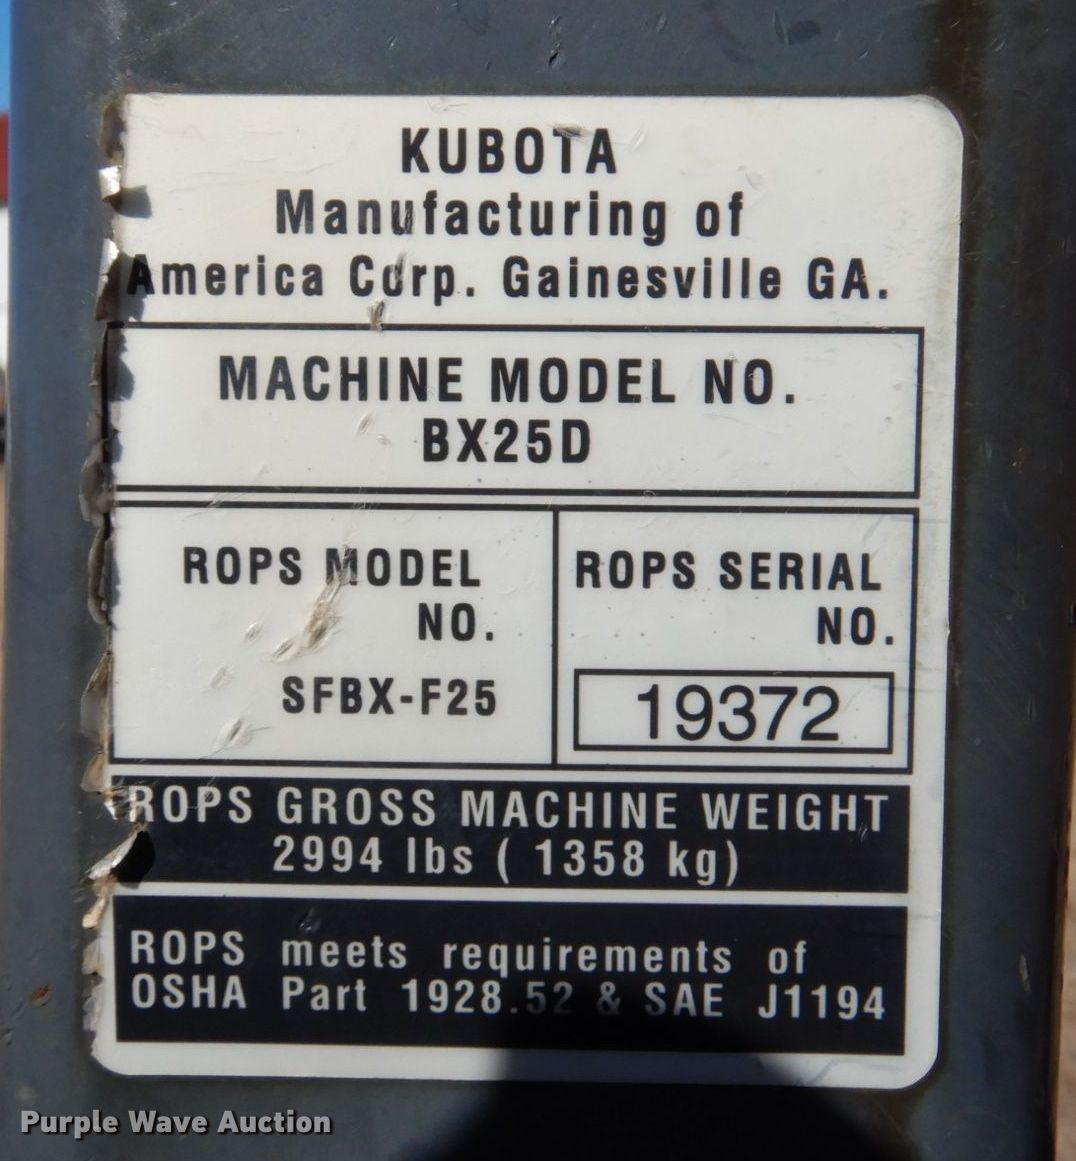 KUBOTA
Manufacturing of
America Corp. Gainesville GA.
MACHINE MODEL NO.
BX25D
ROPS MODEL
NO.
SFBX-F25
ROPS SERIAL
NO.
19372
ROPS GROSS MACHINE WEIGHT
2994 lbs ( 1358 kg)
ROPS meets requirements of
OSHA Part 1928.52 & SAE J1194
Purple Wave Auction